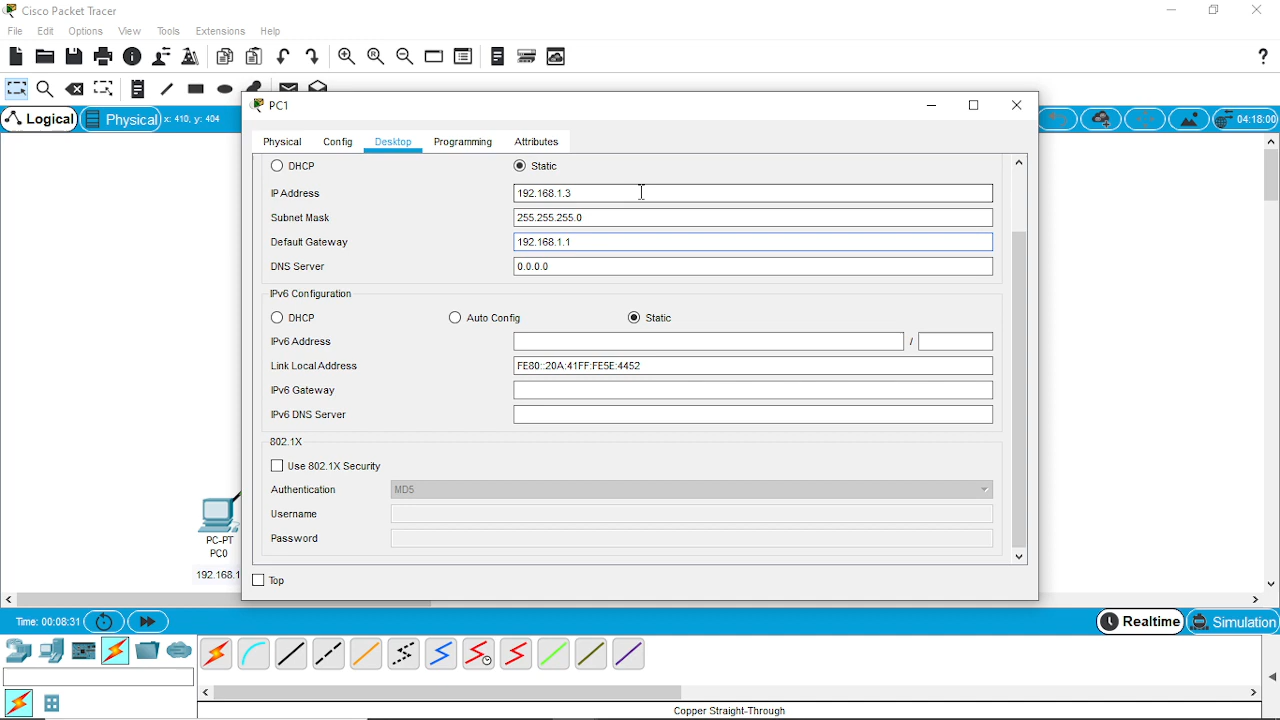 Cisco Packet Tracer
File Edit Options View Tools Extensions Help
Logical Physical x: 410, y: 404 04:18:00
PC1
Physical Config Desktop Programming Attributes
DHCP Static
IP Address 192.168.1.3
Subnet Mask 255.255.255.0
Default Gateway 192.168.1.1
DNS Server 0.0.0.0
IPv6 Configuration
DHCP Auto Config Static
IPv6 Address /
Link Local Address FE80::20A:41FF:FE5E:4452
IPv6 Gateway
IPv6 DNS Server
802.1X
Use 802.1X Security
Authentication MD5
Username
Password
Top
PC-PT
PC0
192.168.1
Time: 00:08:31 Realtime Simulation
Copper Straight-Through